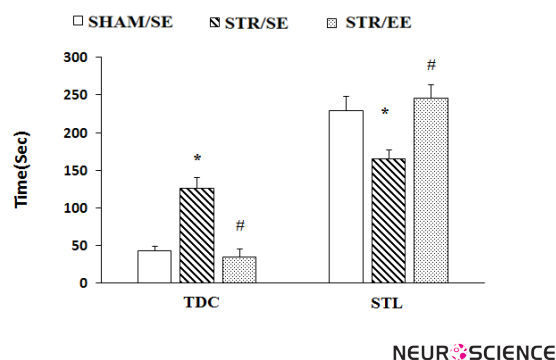 SHAM/SE STR/SE STR/EE
Time(Sec)
300
250
200
150
100
50
0
*
#
*
#
TDC STL
NEUROSCIENCE